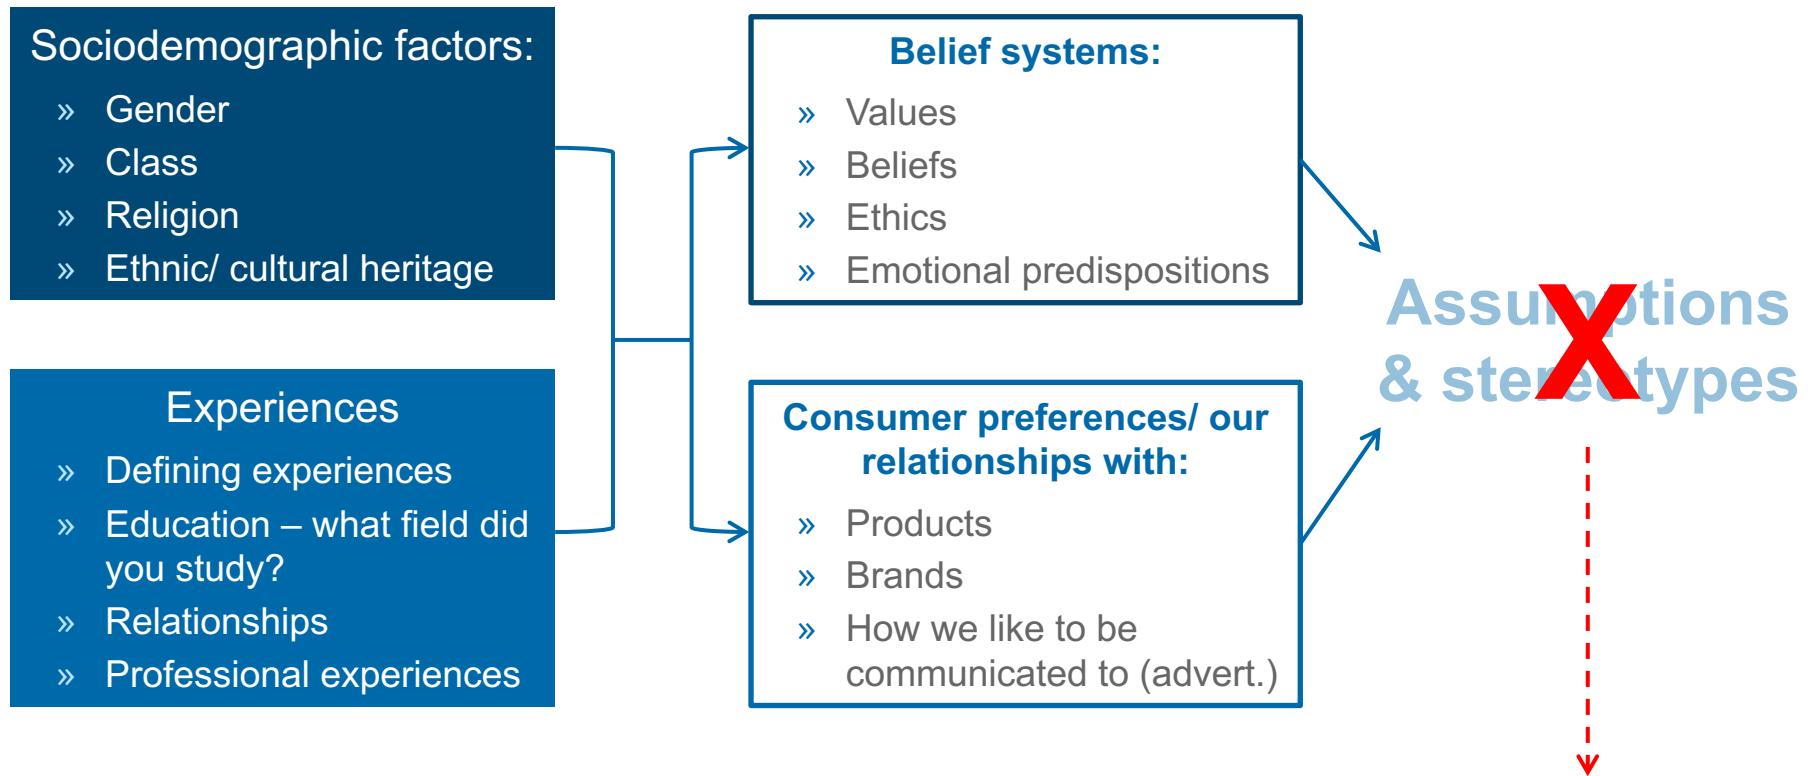 Sociodemographic factors:
» Gender
» Class
» Religion
» Ethnic/ cultural heritage
Experiences
» Defining experiences
» Education – what field did
you study?
» Relationships
» Professional experiences
Belief systems:
» Values
» Beliefs
» Ethics
» Emotional predispositions
Consumer preferences/ our
relationships with:
» Products
» Brands
» How we like to be
communicated to (advert.)
Assumptions
& stereotypes
X